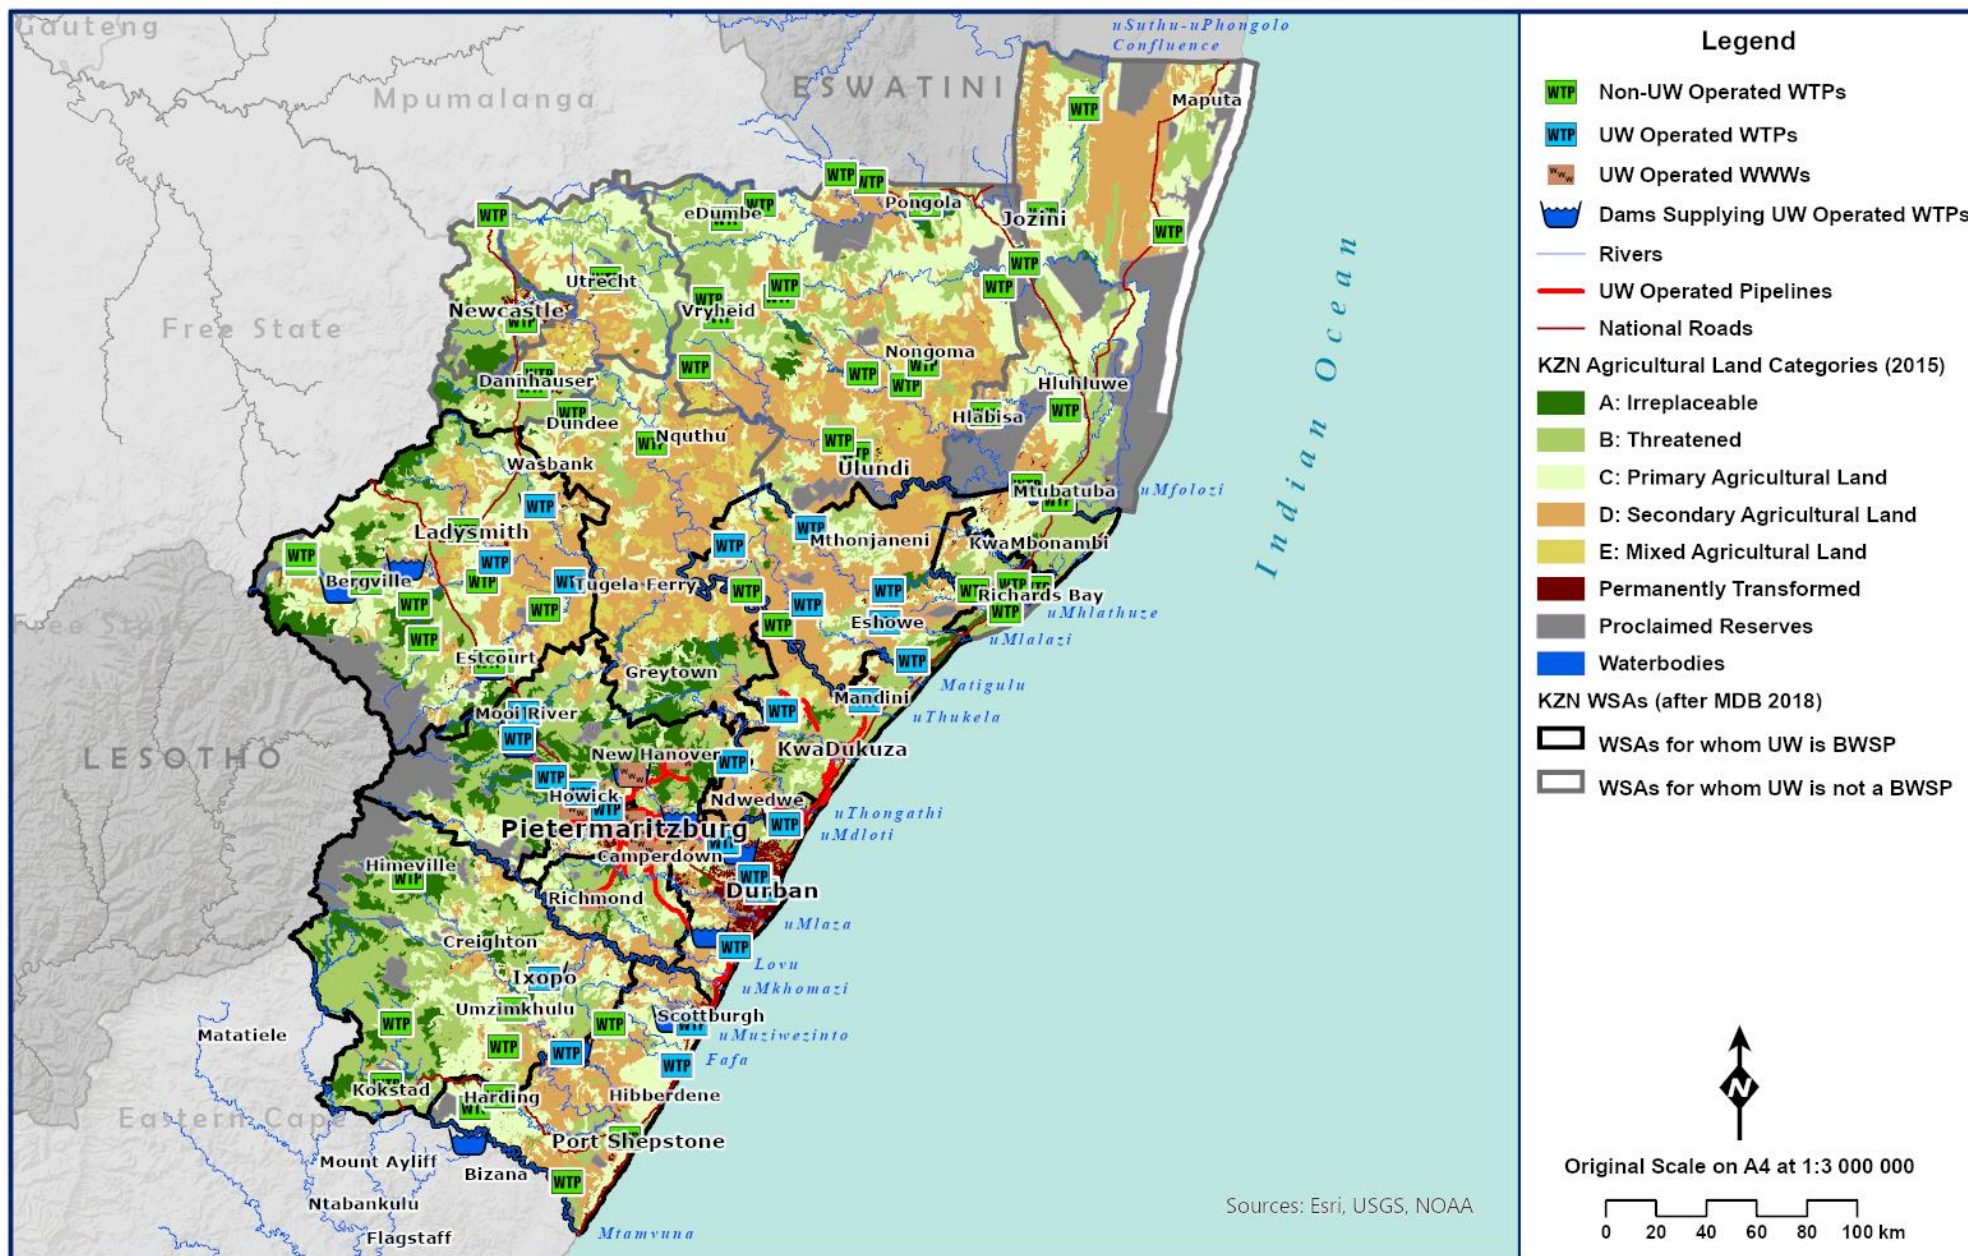 Gauteng
uSuthu-uPhongolo
Confluence
Mpumalanga
ESWATINI
Maputa
WTP
eDumbe
Pongola
Jozini
Utrecht
Newcastle
Vryheid
Free State
Nongoma
Dannhauser
Hluhluwe
Hlabisa
Dundee
Nquthu
Wasbank
Ulundi
Mtubatuba
uMfolozi
Ladysmith
Mthonjaneni
KwaMbonambi
Bergville
Tugela Ferry
Richards Bay
uMhlathuze
Eshowe
uMlalazi
Free State
Estcourt
Greytown
Matigulu
Mandini
uThukela
Mooi River
LESOTHO
New Hanover
KwaDukuza
Howick
Ndwedwe
uThongathi
uMdloti
Pietermaritzburg
Camperdown
Himeville
Richmond
Durban
uMlaza
Creighton
Lovu
Ixopo
uMkhomazi
Umzimkhulu
Scottburgh
Matatiele
uMuziwezinto
Fafa
Kokstad
Harding
Hibberdene
Eastern Cape
Port Shepstone
Mount Ayliff
Bizana
Ntabankulu
Flagstaff
Mtamvuna
Indian Ocean
Sources: Esri, USGS, NOAA
Legend
WTP Non-UW Operated WTPs
WTP UW Operated WTPs
WWW UW Operated WWWs
Dams Supplying UW Operated WTPs
Rivers
UW Operated Pipelines
National Roads
KZN Agricultural Land Categories (2015)
A: Irreplaceable
B: Threatened
C: Primary Agricultural Land
D: Secondary Agricultural Land
E: Mixed Agricultural Land
Permanently Transformed
Proclaimed Reserves
Waterbodies
KZN WSAs (after MDB 2018)
WSAs for whom UW is BWSP
WSAs for whom UW is not a BWSP
N
Original Scale on A4 at 1:3 000 000
0 20 40 60 80 100 km